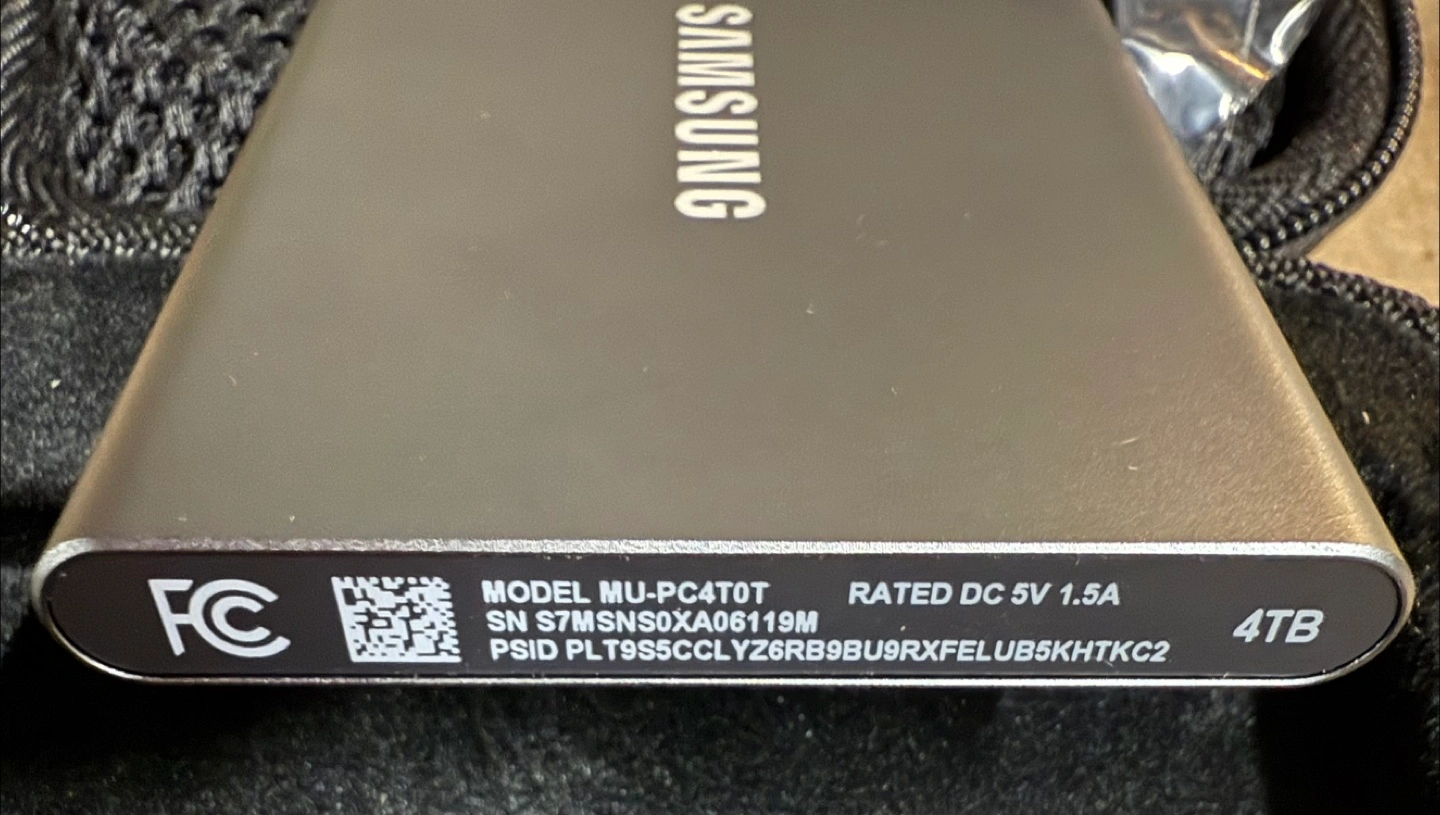 SAMSUNG
FC
MODEL MU-PC4T0T RATED DC 5V 1.5A
SN S7MSNS0XA06119M
PSID PLT9S5CCLYZ6RB9BU9RXFELUB5KHTKC2
4TB